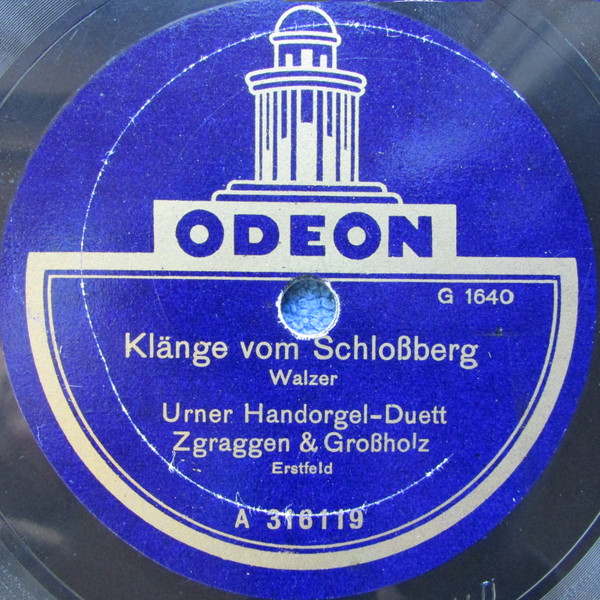 ODEON
G 1640
Klänge vom Schloßberg
Walzer
Urner Handorgel-Duett
Zgraggen & Großholz
Erstfeld
A 316119